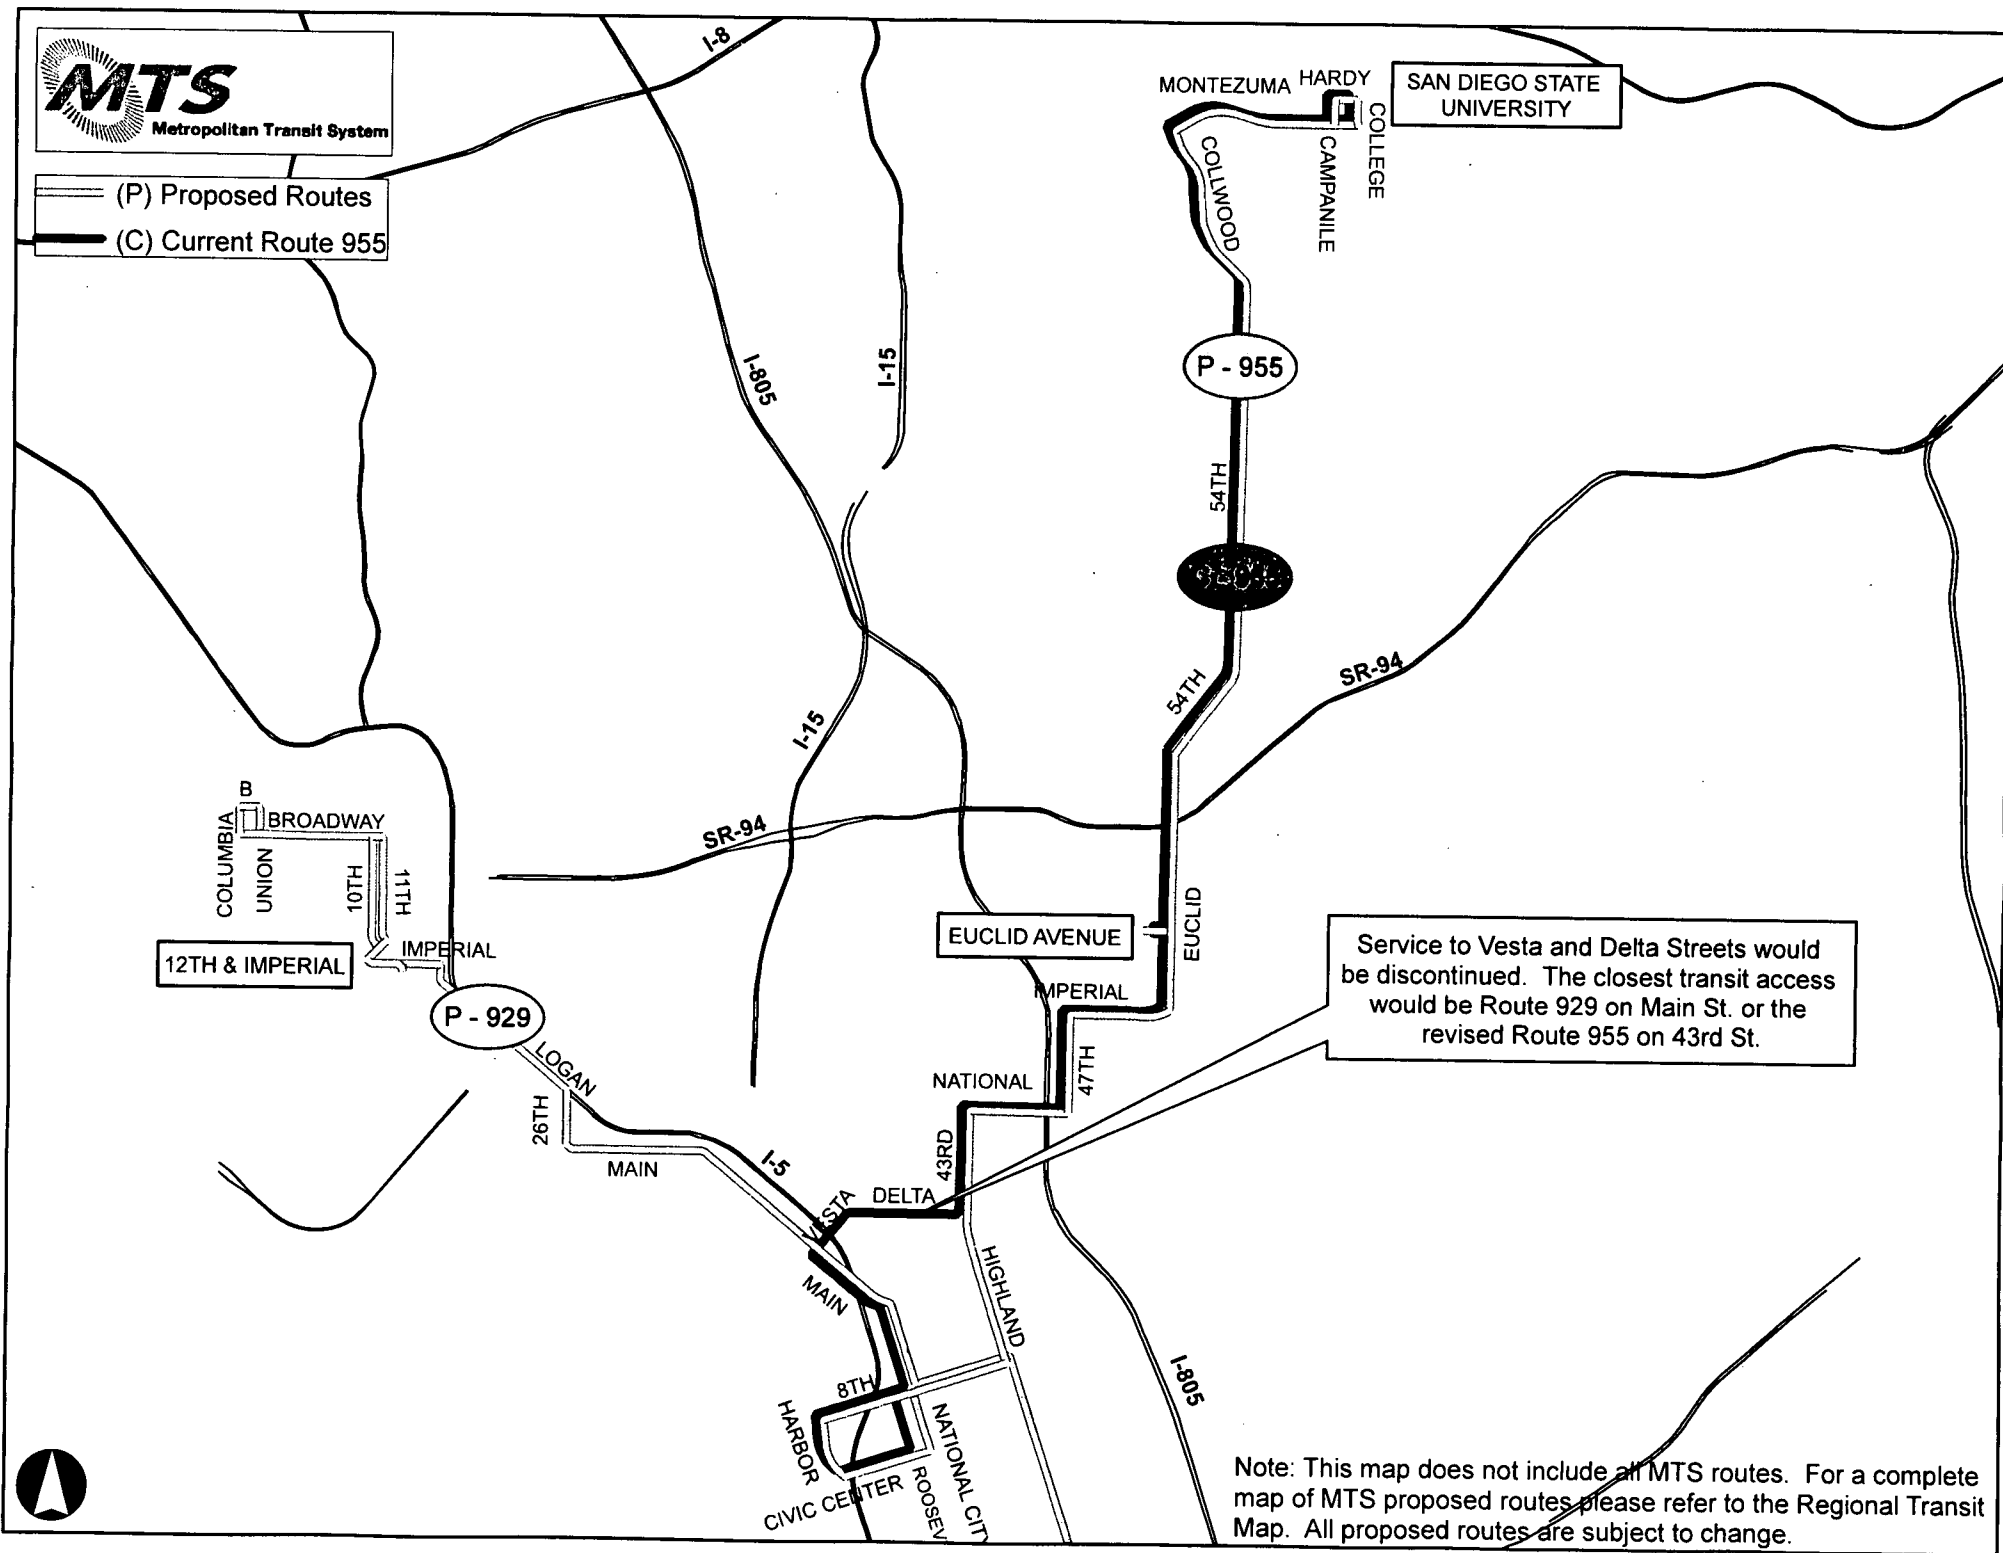 MTS
Metropolitan Transit System
(P) Proposed Routes
(C) Current Route 955
I-8
MONTEZUMA
HARDY
SAN DIEGO STATE
UNIVERSITY
COLLEGE
CAMPANILE
COLLWOOD
I-805
I-15
P - 955
54TH
54TH
SR-94
I-15
B
BROADWAY
COLUMBIA
UNION
10TH
11TH
SR-94
12TH & IMPERIAL
IMPERIAL
EUCLID AVENUE
EUCLID
P - 929
IMPERIAL
Service to Vesta and Delta Streets would
be discontinued. The closest transit access
would be Route 929 on Main St. or the
revised Route 955 on 43rd St.
LOGAN
26TH
NATIONAL
47TH
MAIN
I-5
43RD
VESTA
DELTA
MAIN
HIGHLAND
8TH
I-805
HARBOR
CIVIC CENTER
ROOSEV
NATIONAL CITY
Note: This map does not include all MTS routes. For a complete
map of MTS proposed routes please refer to the Regional Transit
Map. All proposed routes are subject to change.